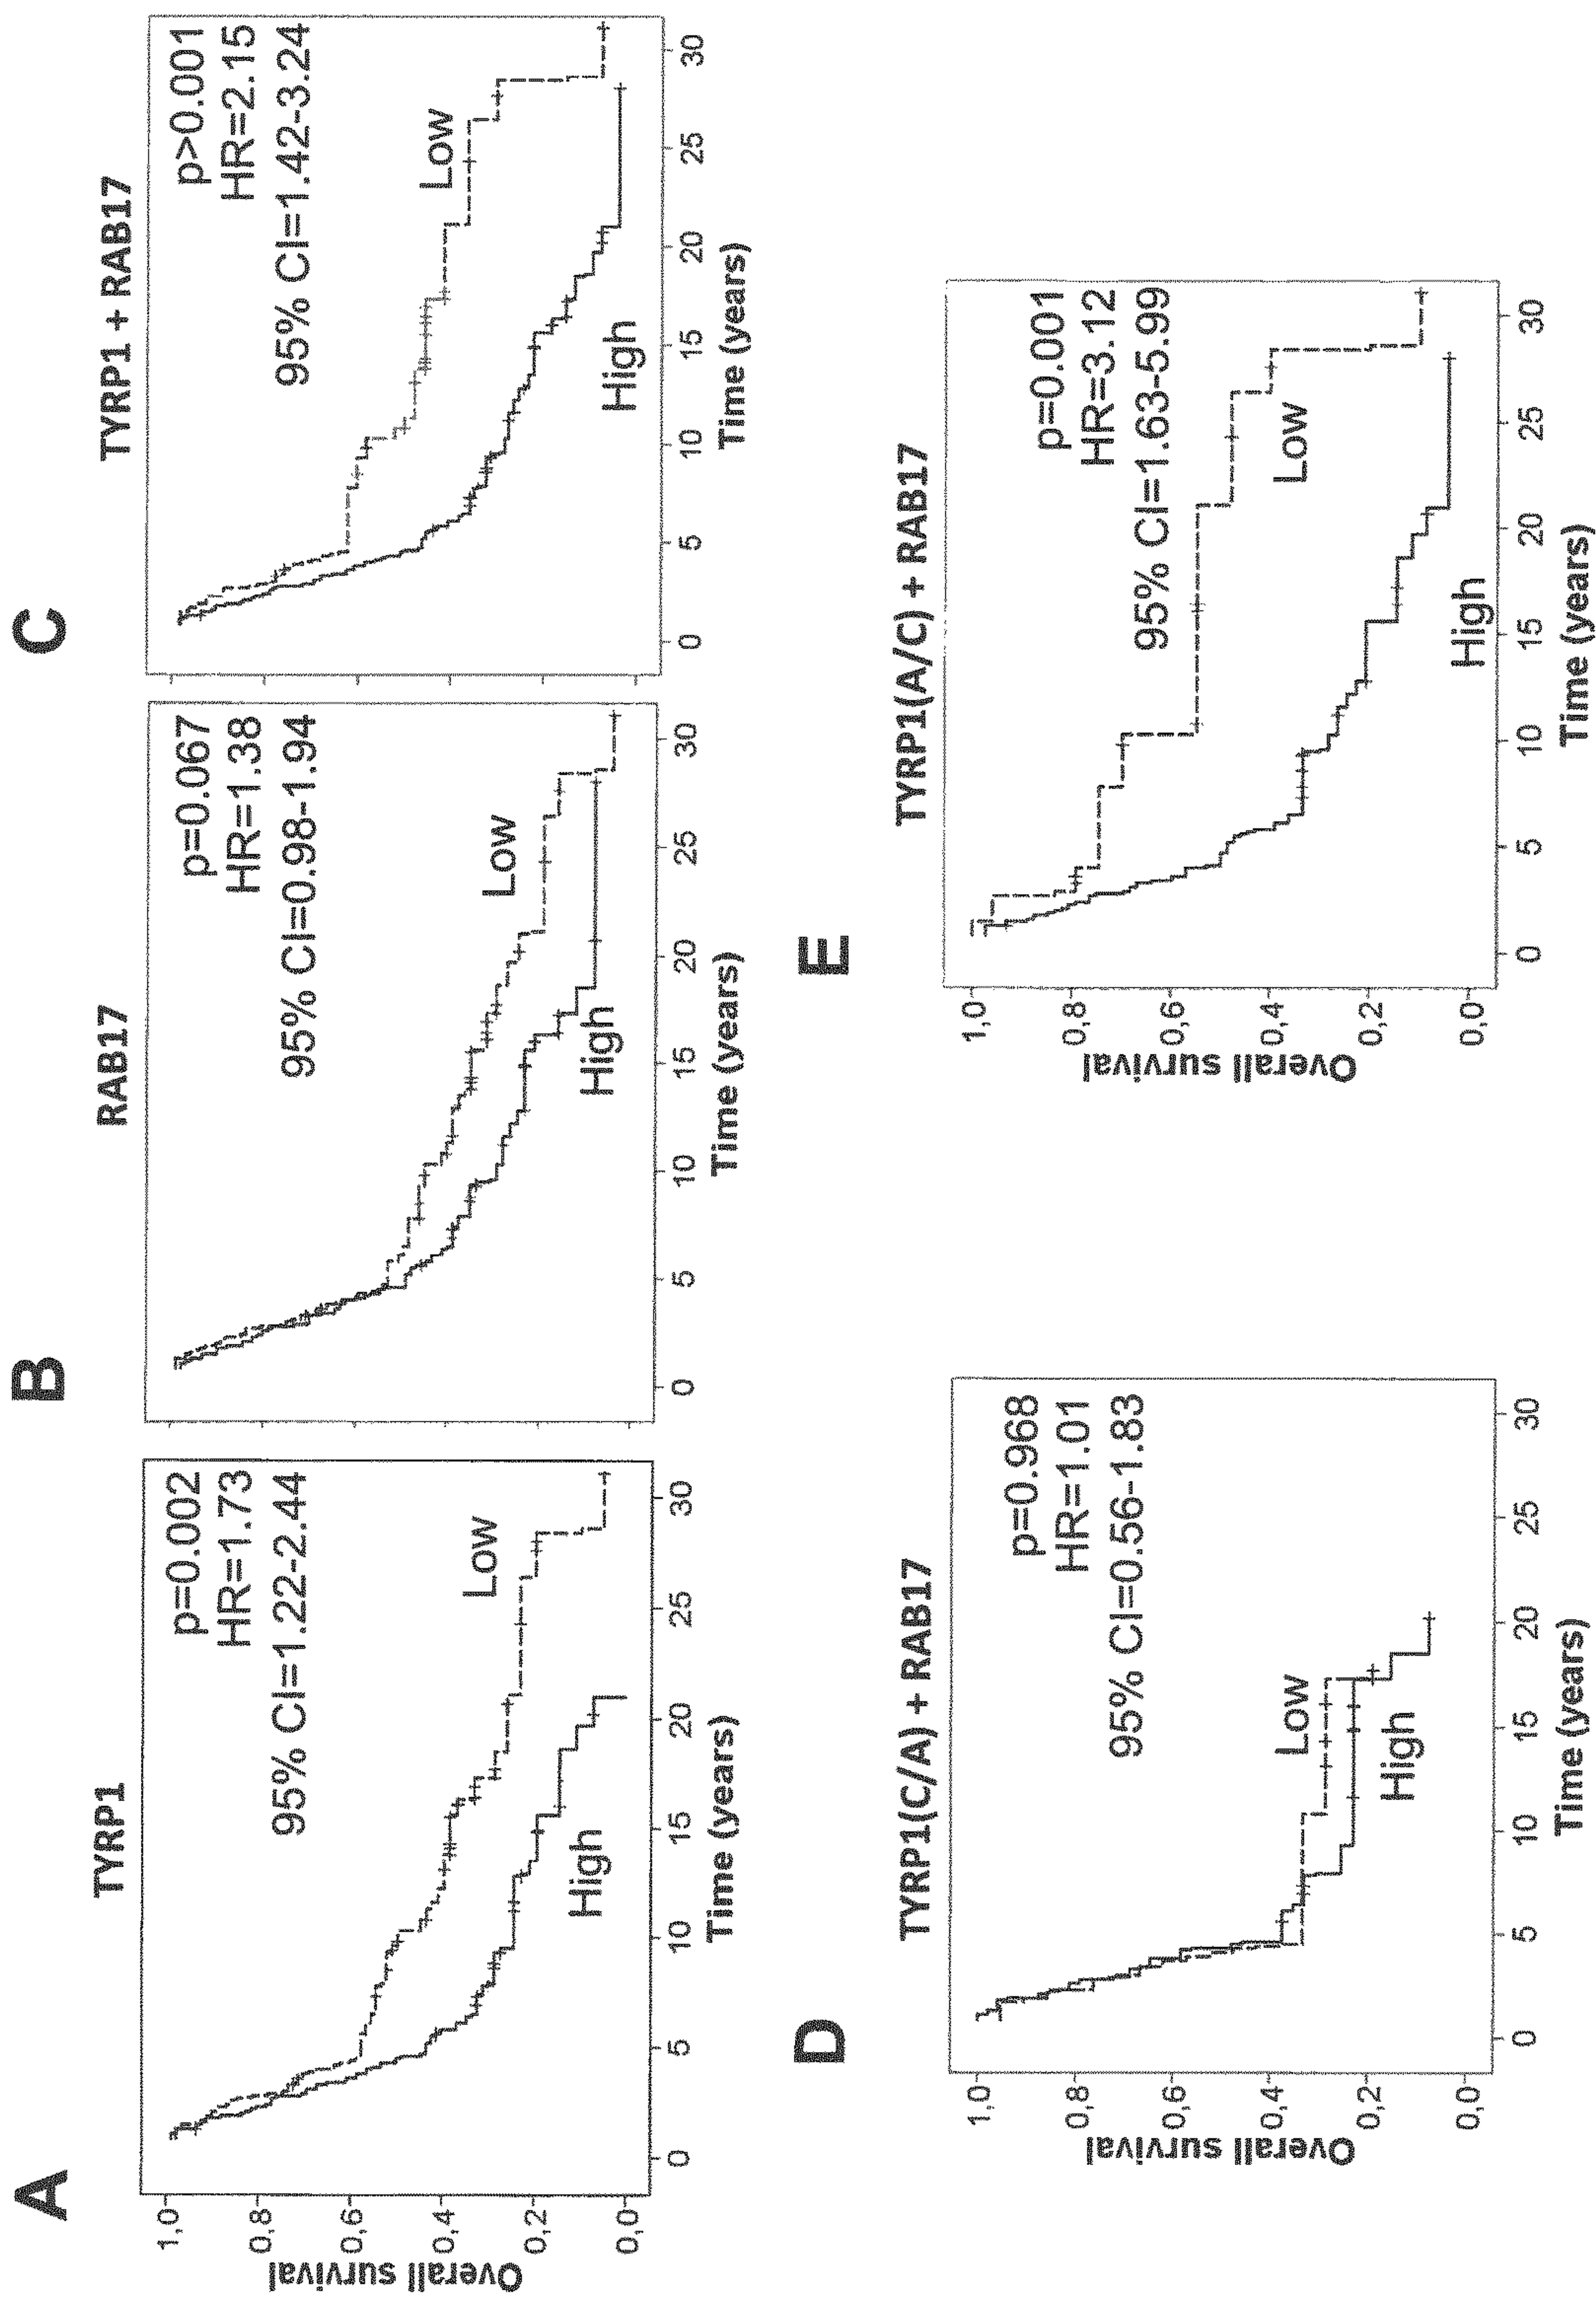 A
TYRP1
p=0.002
HR=1.73
95% CI=1.22-2.44
Low
High
Overall survival
1,0
0,8
0,6
0,4
0,2
0,0
0 5 10 15 20 25 30
Time (years)
B
RAB17
p=0.067
HR=1.38
95% CI=0.98-1.94
Low
High
0 5 10 15 20 25 30
Time (years)
C
TYRP1 + RAB17
p>0.001
HR=2.15
95% CI=1.42-3.24
Low
High
0 5 10 15 20 25 30
Time (years)
D
TYRP1(C/A) + RAB17
p=0.968
HR=1.01
95% CI=0.56-1.83
Low
High
Overall survival
1,0
0,8
0,6
0,4
0,2
0,0
0 5 10 15 20 25 30
Time (years)
E
TYRP1(A/C) + RAB17
p=0.001
HR=3.12
95% CI=1.63-5.99
Low
High
Overall survival
1,0
0,8
0,6
0,4
0,2
0,0
0 5 10 15 20 25 30
Time (years)